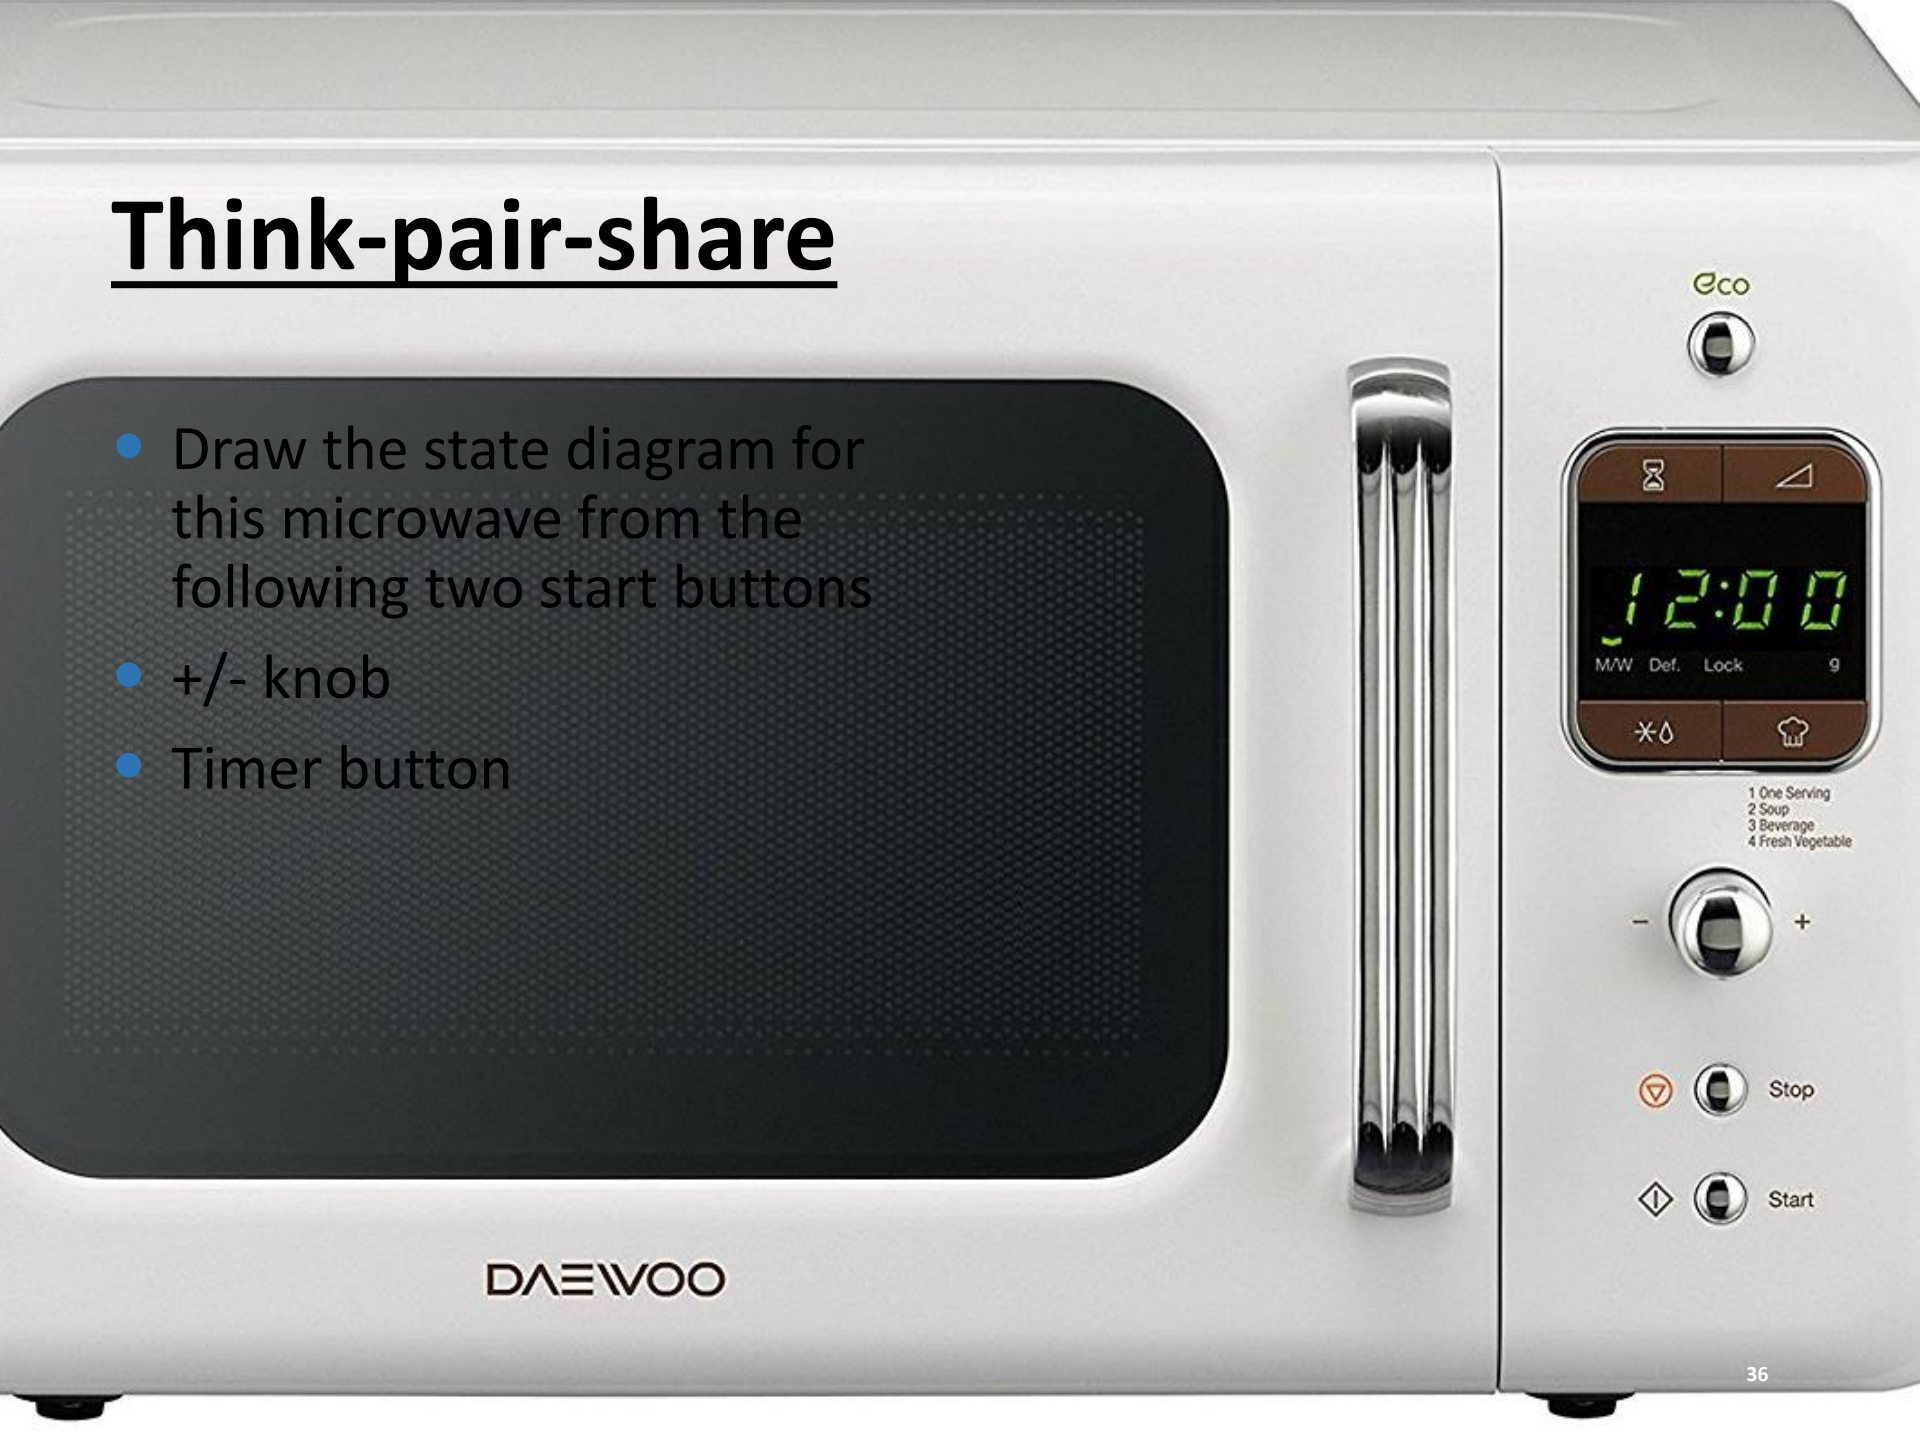 Think-pair-share
Draw the state diagram for
this microwave from the
following two start buttons
+/- knob
Timer button
eco
12:00
M/W Def. Lock g
1 One Serving
2 Soup
3 Beverage
4 Fresh Vegetable
- +
Stop
Start
DAEWOO
36